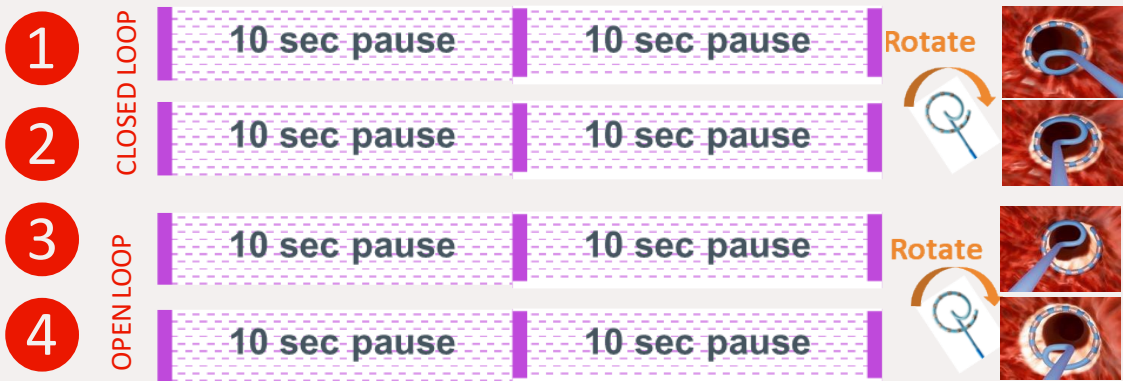 1
CLOSED LOOP
10 sec pause 10 sec pause
Rotate
2
10 sec pause 10 sec pause
3
OPEN LOOP
10 sec pause 10 sec pause
Rotate
4
10 sec pause 10 sec pause